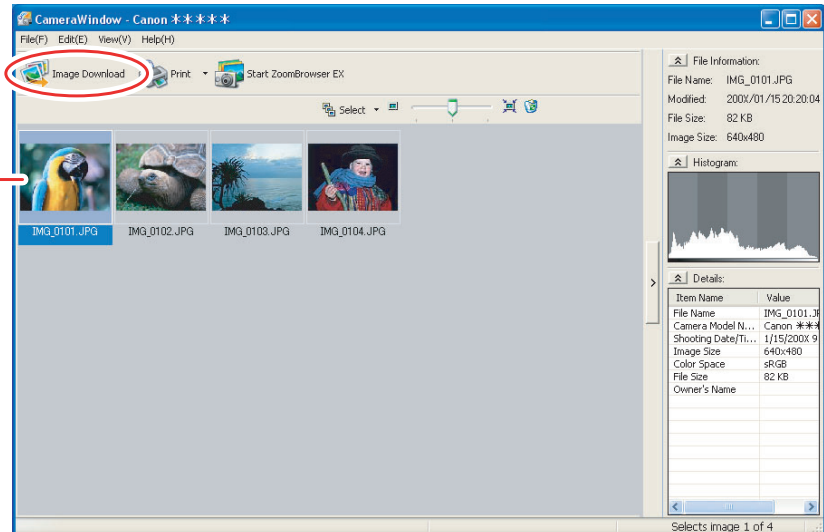 CameraWindow - Canon ＊＊＊＊＊
File(F) Edit(E) View(V) Help(H)
Image Download
Print
Start ZoomBrowser EX
Select
IMG_0101.JPG
IMG_0102.JPG
IMG_0103.JPG
IMG_0104.JPG
>
File Information:
File Name: IMG_0101.JPG
Modified: 200X/01/15 20:20:04
File Size: 82 KB
Image Size: 640x480
Histogram:
Details:
Item Name Value
File Name IMG_0101.JP
Camera Model N... Canon ＊＊＊
Shooting Date/Ti... 1/15/200X 9
Image Size 640x480
Color Space sRGB
File Size 82 KB
Owner's Name
Selects image 1 of 4